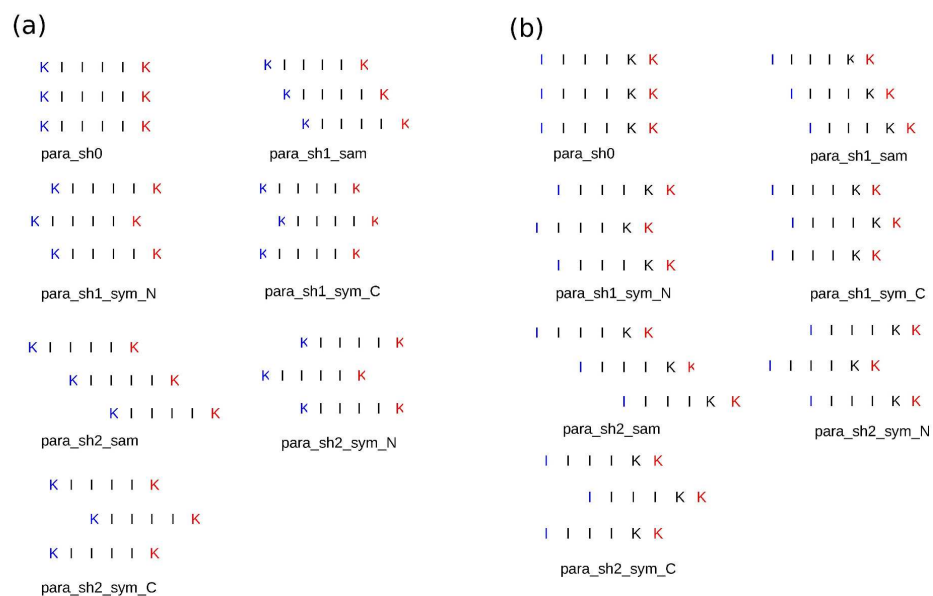 (a)
K I I I I K
K I I I I K
K I I I I K
para_sh0
K I I I I K
K I I I I K
K I I I I K
para_sh1_sam
K I I I I K
K I I I I K
K I I I I K
para_sh1_sym_N
K I I I I K
K I I I I K
K I I I I K
para_sh1_sym_C
K I I I I K
K I I I I K
K I I I I K
para_sh2_sam
K I I I I K
K I I I I K
K I I I I K
para_sh2_sym_N
K I I I I K
K I I I I K
K I I I I K
para_sh2_sym_C
(b)
I I I I K K
I I I I K K
I I I I K K
para_sh0
I I I I K K
I I I I K K
I I I I K K
para_sh1_sam
I I I I K K
I I I I K K
I I I I K K
para_sh1_sym_N
I I I I K K
I I I I K K
I I I I K K
para_sh1_sym_C
I I I I K K
I I I I K K
I I I I K K
para_sh2_sam
I I I I K K
I I I I K K
I I I I K K
para_sh2_sym_N
I I I I K K
I I I I K K
I I I I K K
para_sh2_sym_C